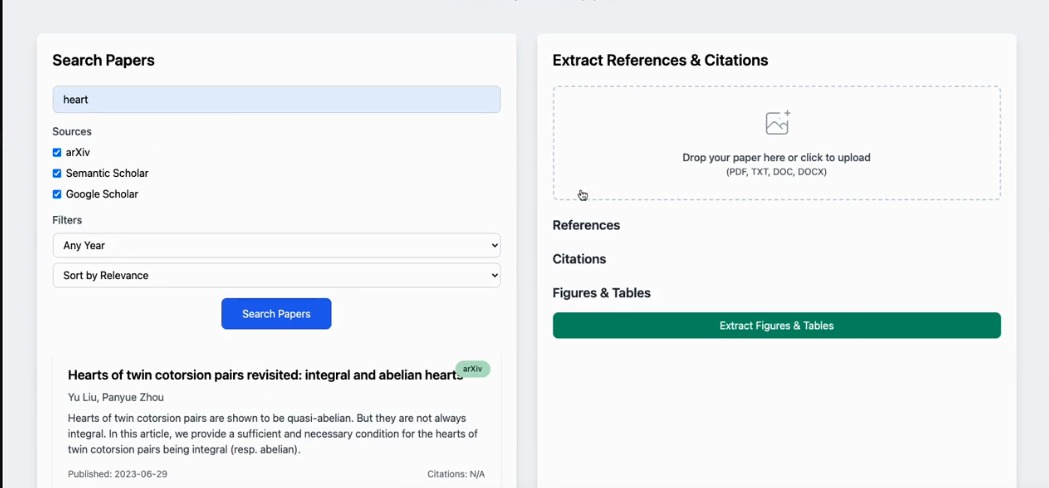 Search Papers
heart
Sources
arXiv
Semantic Scholar
Google Scholar
Filters
Any Year
Sort by Relevance
Search Papers
Hearts of twin cotorsion pairs revisited: integral and abelian hearts
arXiv
Yu Liu, Panyue Zhou
Hearts of twin cotorsion pairs are shown to be quasi-abelian. But they are not always
integral. In this article, we provide a sufficient and necessary condition for the hearts of
twin cotorsion pairs being integral (resp. abelian).
Published: 2023-06-29
Citations: N/A
Extract References & Citations
Drop your paper here or click to upload
(PDF, TXT, DOC, DOCX)
References
Citations
Figures & Tables
Extract Figures & Tables